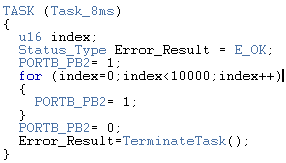 TASK (Task_8ms)
{
u16 index;
Status_Type Error_Result = E_OK;
PORTB_PB2= 1;
for (index=0;index<10000;index++)
{
PORTB_PB2= 1;
}
PORTB_PB2= 0;
Error_Result=TerminateTask();
}